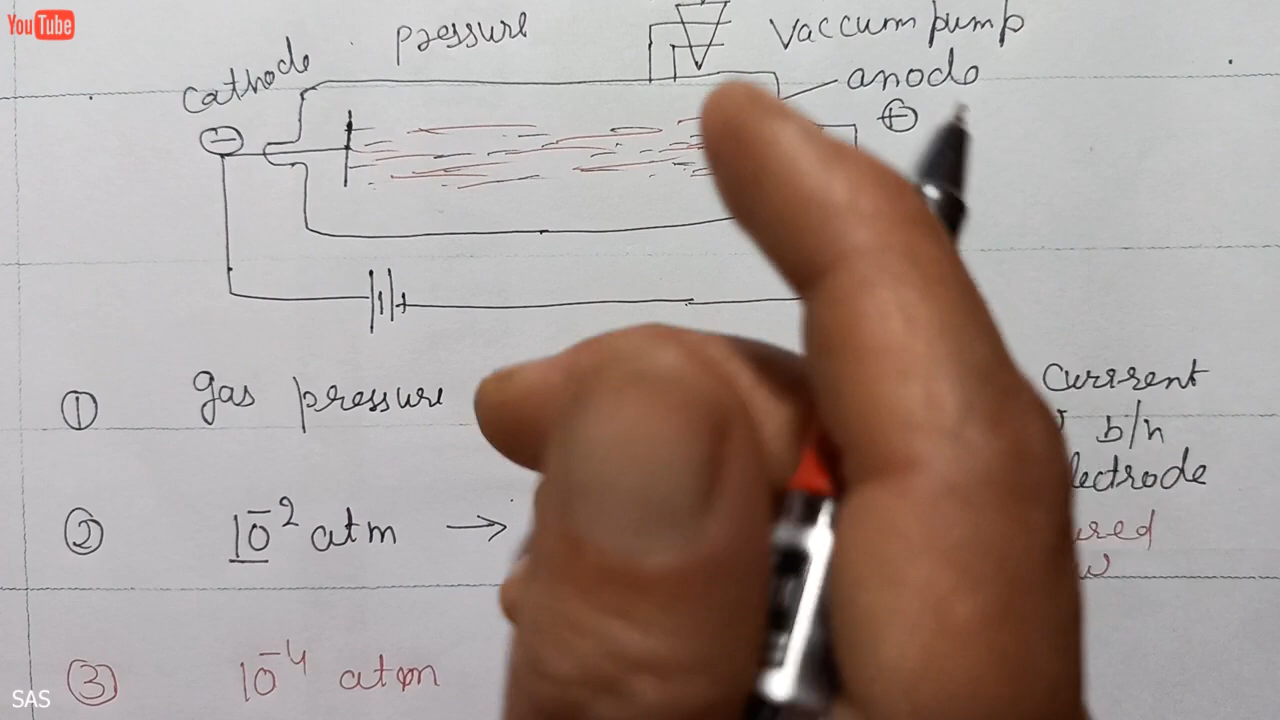 YouTube
pressure
vaccum pump
cathode
anode
⊖
⊕
① gas pressure
current
b/n
② 10⁻² atm →
③ 10⁻⁴ atm
SAS